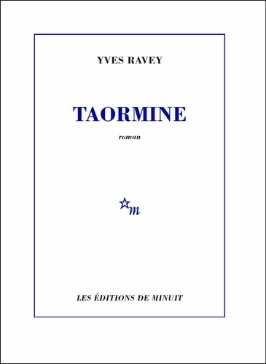 YVES RAVEY
TAORMINE
roman
m
LES ÉDITIONS DE MINUIT